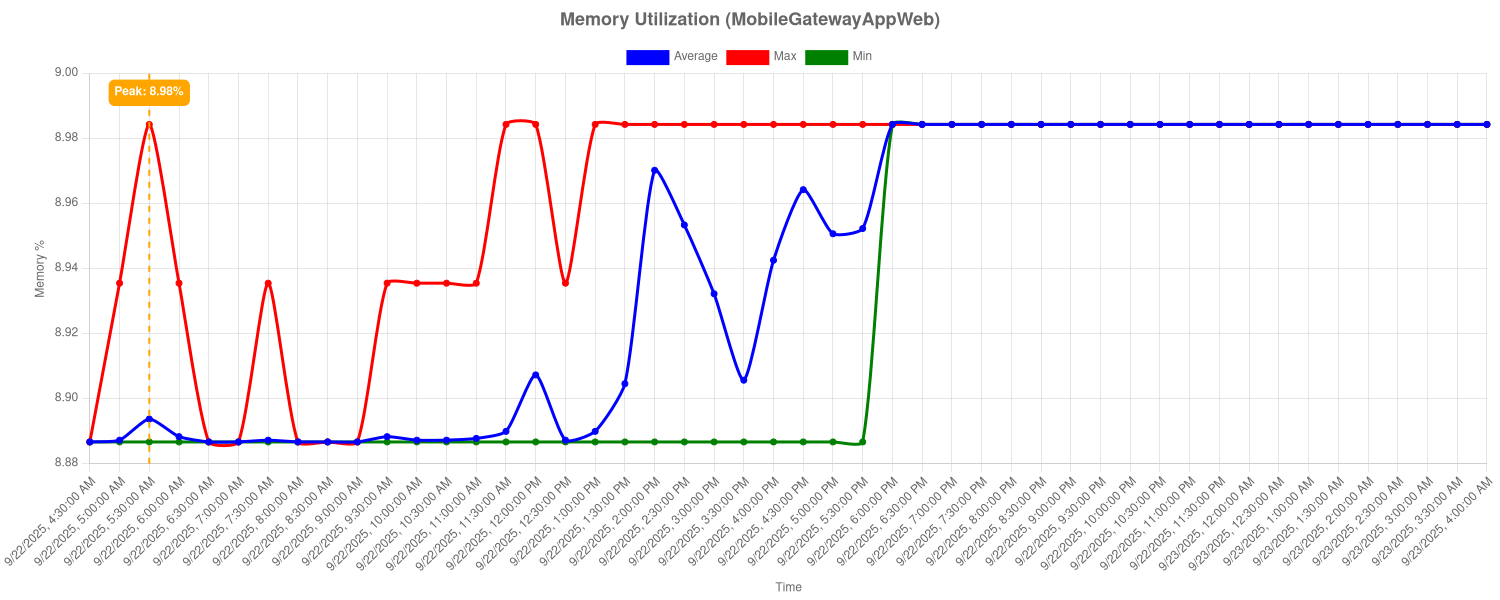 Memory Utilization (MobileGatewayAppWeb)
Average
Max
Min
9.00
8.98
8.96
8.94
8.92
8.90
8.88
Memory %
Peak: 8.98%
9/22/2025, 4:30:00 AM
9/22/2025, 5:00:00 AM
9/22/2025, 5:30:00 AM
9/22/2025, 6:00:00 AM
9/22/2025, 6:30:00 AM
9/22/2025, 7:00:00 AM
9/22/2025, 7:30:00 AM
9/22/2025, 8:00:00 AM
9/22/2025, 8:30:00 AM
9/22/2025, 9:00:00 AM
9/22/2025, 9:30:00 AM
9/22/2025, 10:00:00 AM
9/22/2025, 10:30:00 AM
9/22/2025, 11:00:00 AM
9/22/2025, 11:30:00 AM
9/22/2025, 12:00:00 PM
9/22/2025, 12:30:00 PM
9/22/2025, 1:00:00 PM
9/22/2025, 1:30:00 PM
9/22/2025, 2:00:00 PM
9/22/2025, 2:30:00 PM
9/22/2025, 3:00:00 PM
9/22/2025, 3:30:00 PM
9/22/2025, 4:00:00 PM
9/22/2025, 4:30:00 PM
9/22/2025, 5:00:00 PM
9/22/2025, 5:30:00 PM
9/22/2025, 6:00:00 PM
9/22/2025, 6:30:00 PM
9/22/2025, 7:00:00 PM
9/22/2025, 7:30:00 PM
9/22/2025, 8:00:00 PM
9/22/2025, 8:30:00 PM
9/22/2025, 9:00:00 PM
9/22/2025, 9:30:00 PM
9/22/2025, 10:00:00 PM
9/22/2025, 10:30:00 PM
9/22/2025, 11:00:00 PM
9/22/2025, 11:30:00 PM
9/23/2025, 12:00:00 AM
9/23/2025, 12:30:00 AM
9/23/2025, 1:00:00 AM
9/23/2025, 1:30:00 AM
9/23/2025, 2:00:00 AM
9/23/2025, 2:30:00 AM
9/23/2025, 3:00:00 AM
9/23/2025, 3:30:00 AM
9/23/2025, 4:00:00 AM
Time